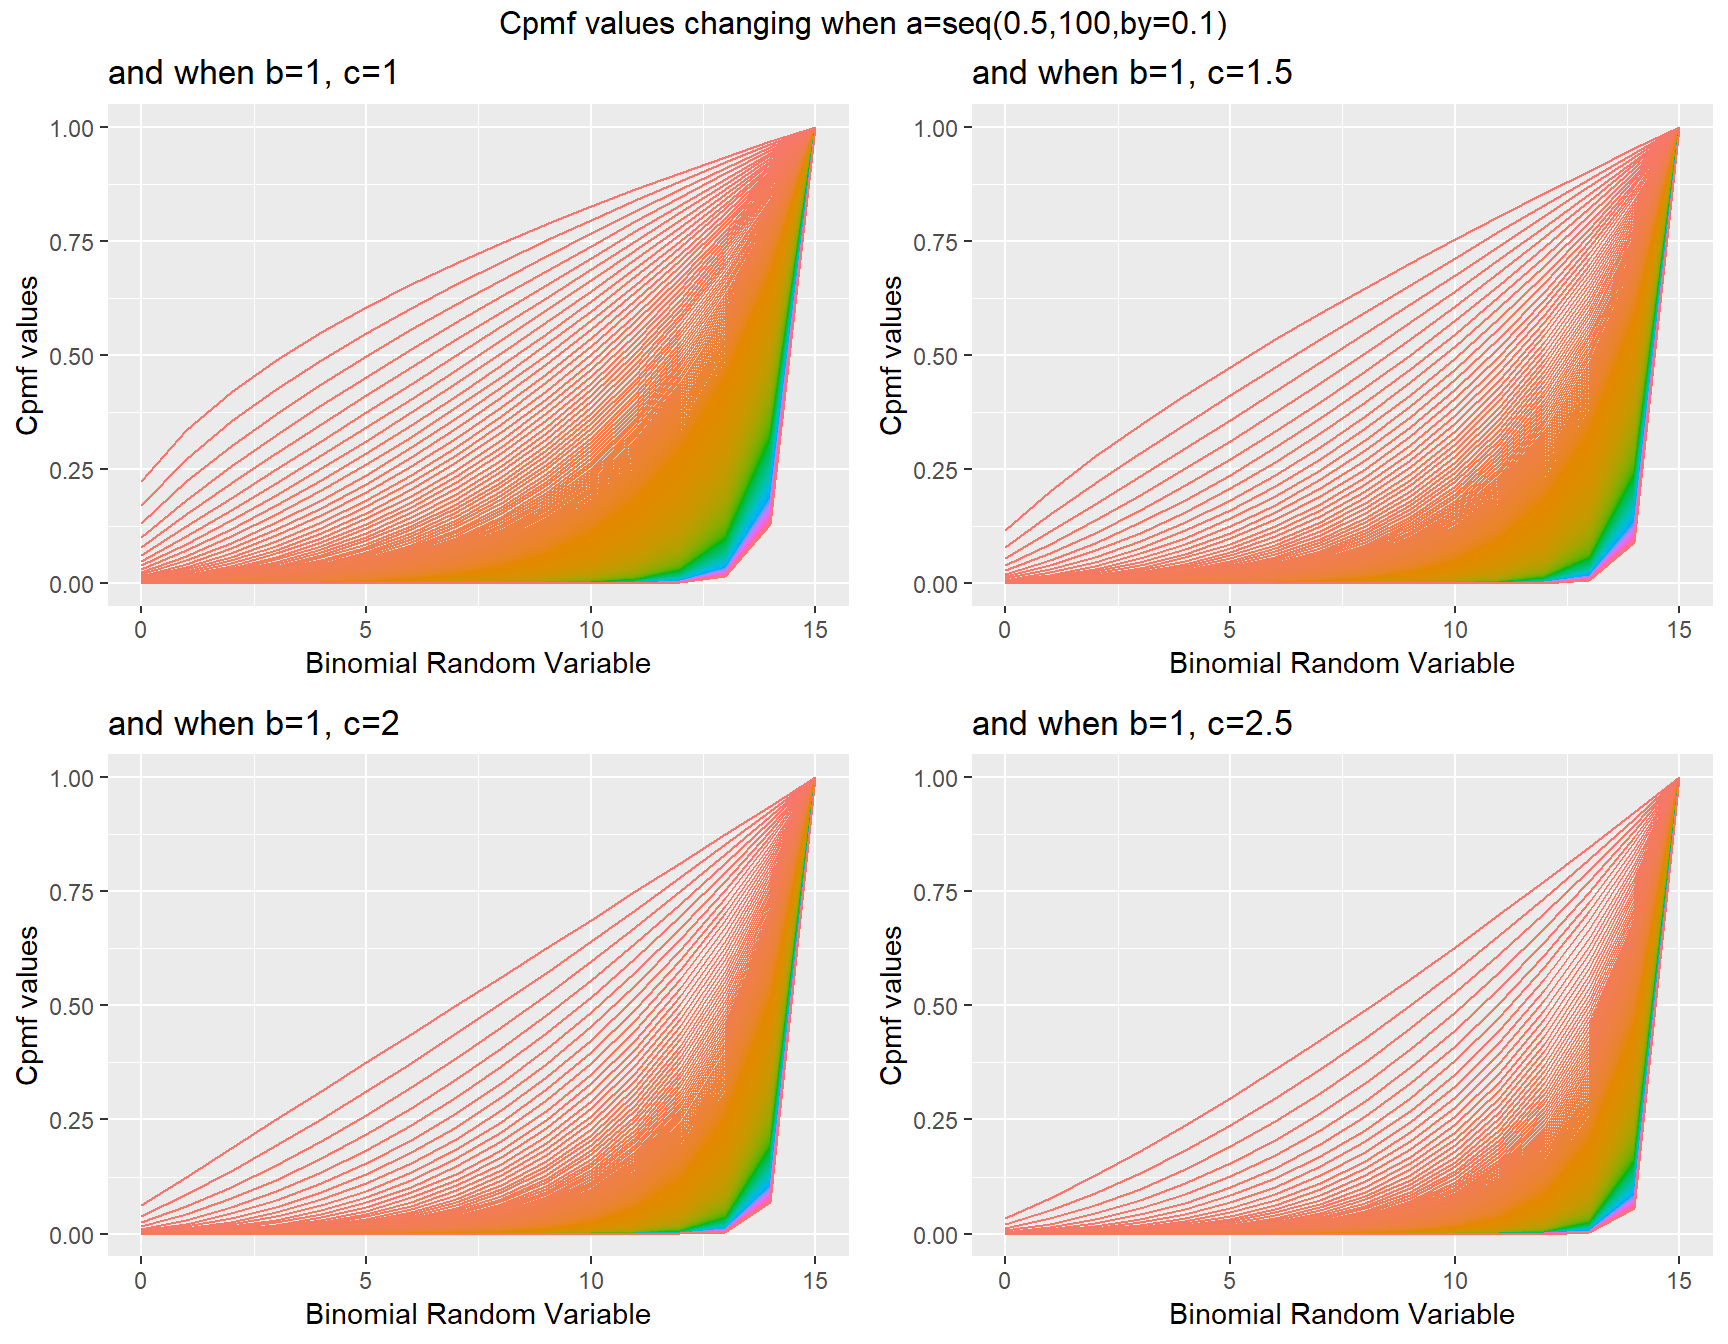 Cpmf values changing when a=seq(0.5,100,by=0.1)
and when b=1, c=1
1.00
0.75
0.50
0.25
0.00
Cpmf values
0 5 10 15
Binomial Random Variable
and when b=1, c=1.5
1.00
0.75
0.50
0.25
0.00
Cpmf values
0 5 10 15
Binomial Random Variable
and when b=1, c=2
1.00
0.75
0.50
0.25
0.00
Cpmf values
0 5 10 15
Binomial Random Variable
and when b=1, c=2.5
1.00
0.75
0.50
0.25
0.00
Cpmf values
0 5 10 15
Binomial Random Variable